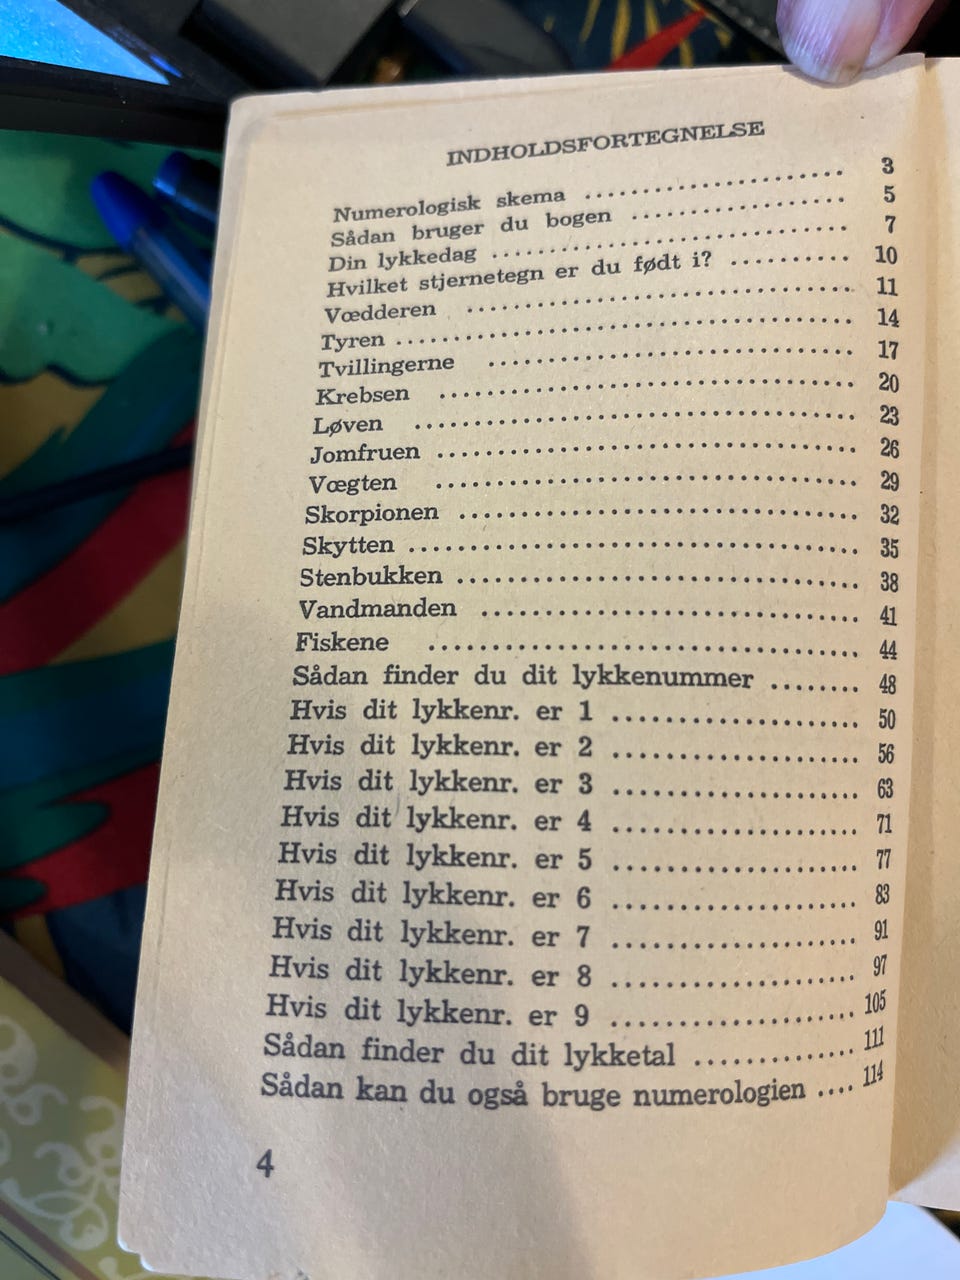 INDHOLDSFORTEGNELSE
Numerologisk skema .......................... 3
Sådan bruger du bogen ...................... 5
Din lykkedag .................................... 7
Hvilket stjernetegn er du født i? .......... 10
Vædderen ........................................ 11
Tyren .............................................. 14
Tvillingerne .................................... 17
Krebsen .......................................... 20
Løven .............................................. 23
Jomfruen ........................................ 26
Vægten ............................................ 29
Skorpionen ...................................... 32
Skytten ............................................ 35
Stenbukken ...................................... 38
Vandmanden .................................... 41
Fiskene ............................................ 44
Sådan finder du dit lykkenummer ........ 48
Hvis dit lykkenr. er 1 ...................... 50
Hvis dit lykkenr. er 2 ...................... 56
Hvis dit lykkenr. er 3 ...................... 63
Hvis dit lykkenr. er 4 ...................... 71
Hvis dit lykkenr. er 5 ...................... 77
Hvis dit lykkenr. er 6 ...................... 83
Hvis dit lykkenr. er 7 ...................... 91
Hvis dit lykkenr. er 8 ...................... 97
Hvis dit lykkenr. er 9 ...................... 105
Sådan finder du dit lykketal .............. 111
Sådan kan du også bruge numerologien .... 114
4